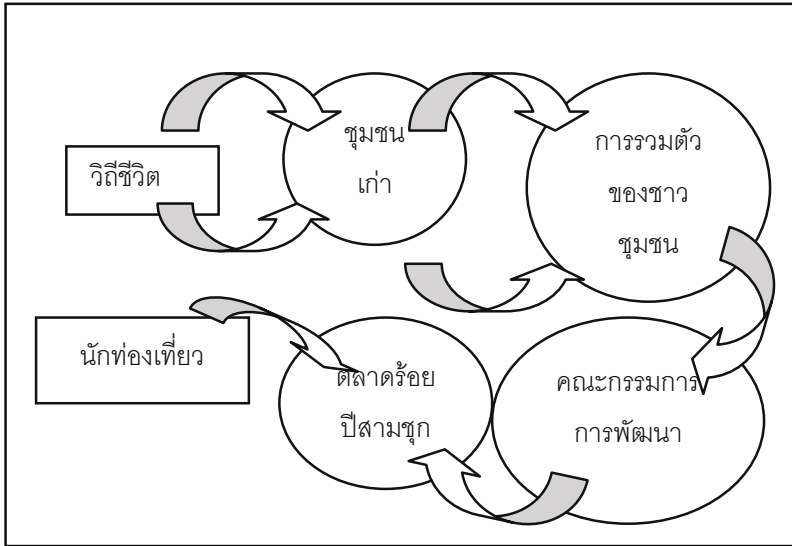 วิถีชีวิต
ชุมชน
เก่า
การรวมตัว
ของชาว
ชุมชน
นักท่องเที่ยว
ตลาดร้อย
ปีสามชุก
คณะกรรมการ
การพัฒนา